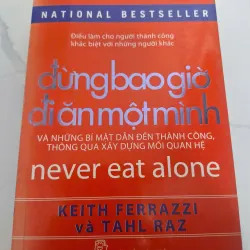 NATIONAL BESTSELLER
Điều làm cho người thành công
khác biệt với những người khác
đừng bao giờ
đi ăn một mình
VÀ NHỮNG BÍ MẬT DẪN ĐẾN THÀNH CÔNG,
THÔNG QUA XÂY DỰNG MỐI QUAN HỆ
never eat alone
KEITH FERRAZZI
và TAHL RAZ